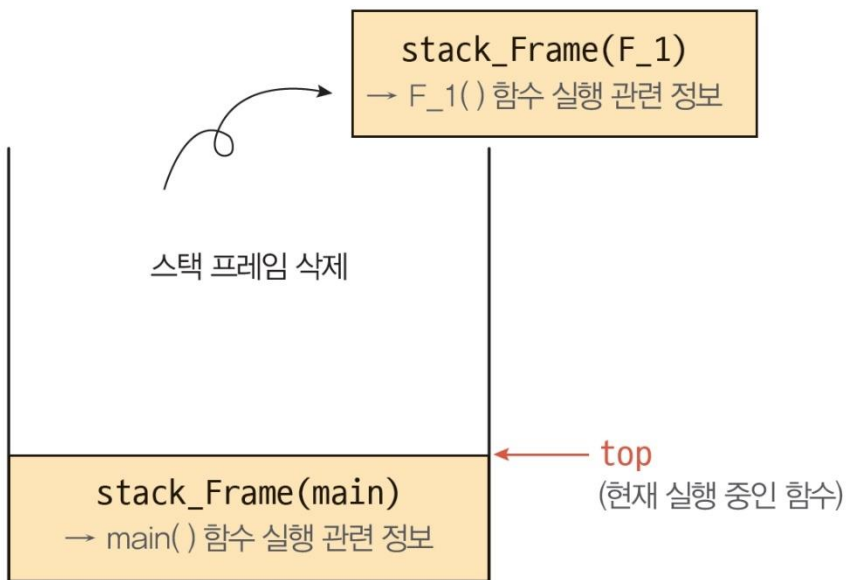 stack_Frame(F_1)
→ F_1( ) 함수 실행 관련 정보
스택 프레임 삭제
top
(현재 실행 중인 함수)
stack_Frame(main)
→ main( ) 함수 실행 관련 정보